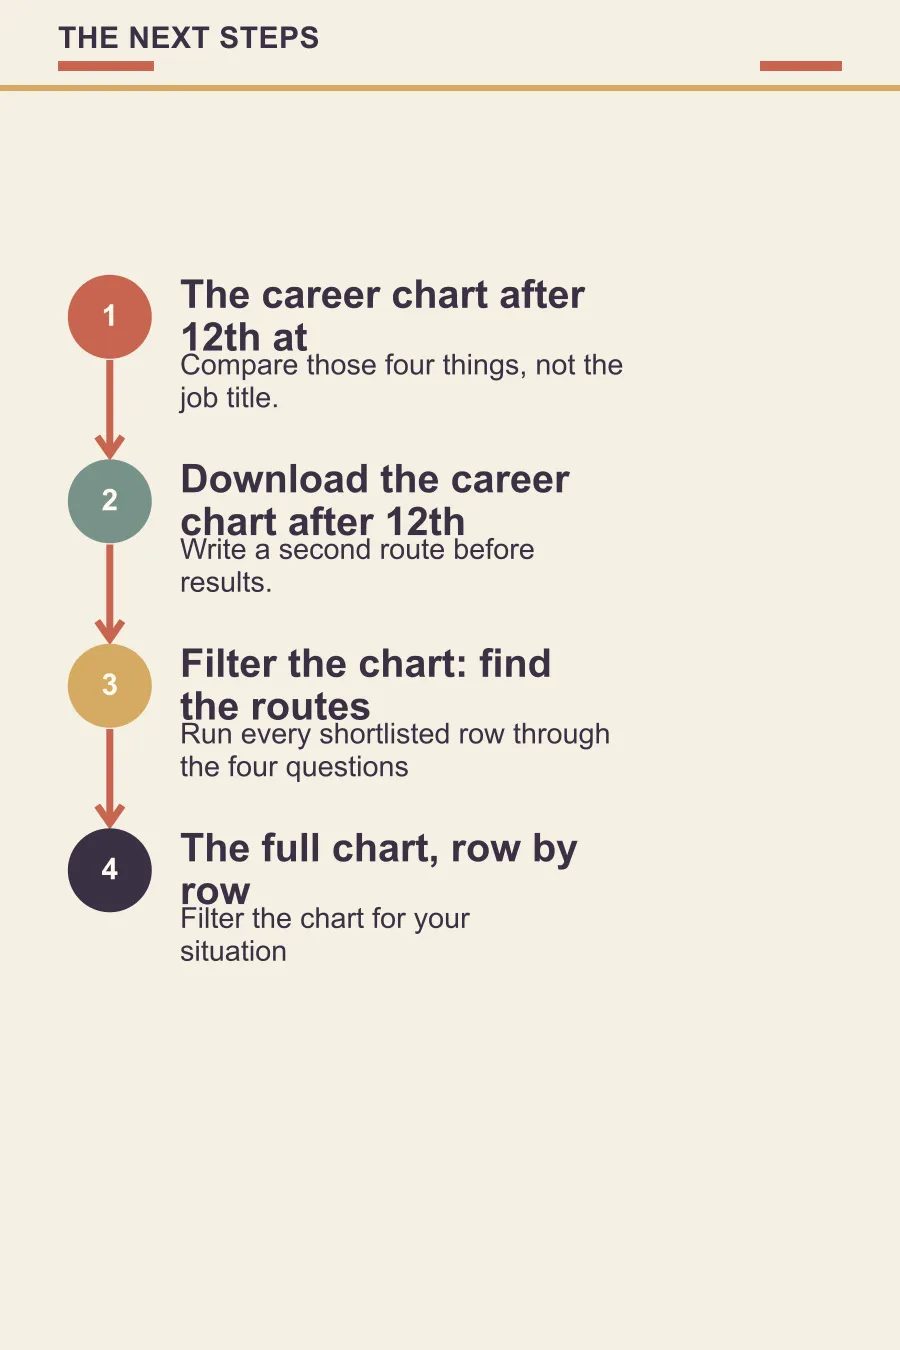 THE NEXT STEPS
1
The career chart after
12th at
Compare those four things, not the
job title.
2
Download the career
chart after 12th
Write a second route before
results.
3
Filter the chart: find
the routes
Run every shortlisted row through
the four questions
4
The full chart, row by
row
Filter the chart for your
situation